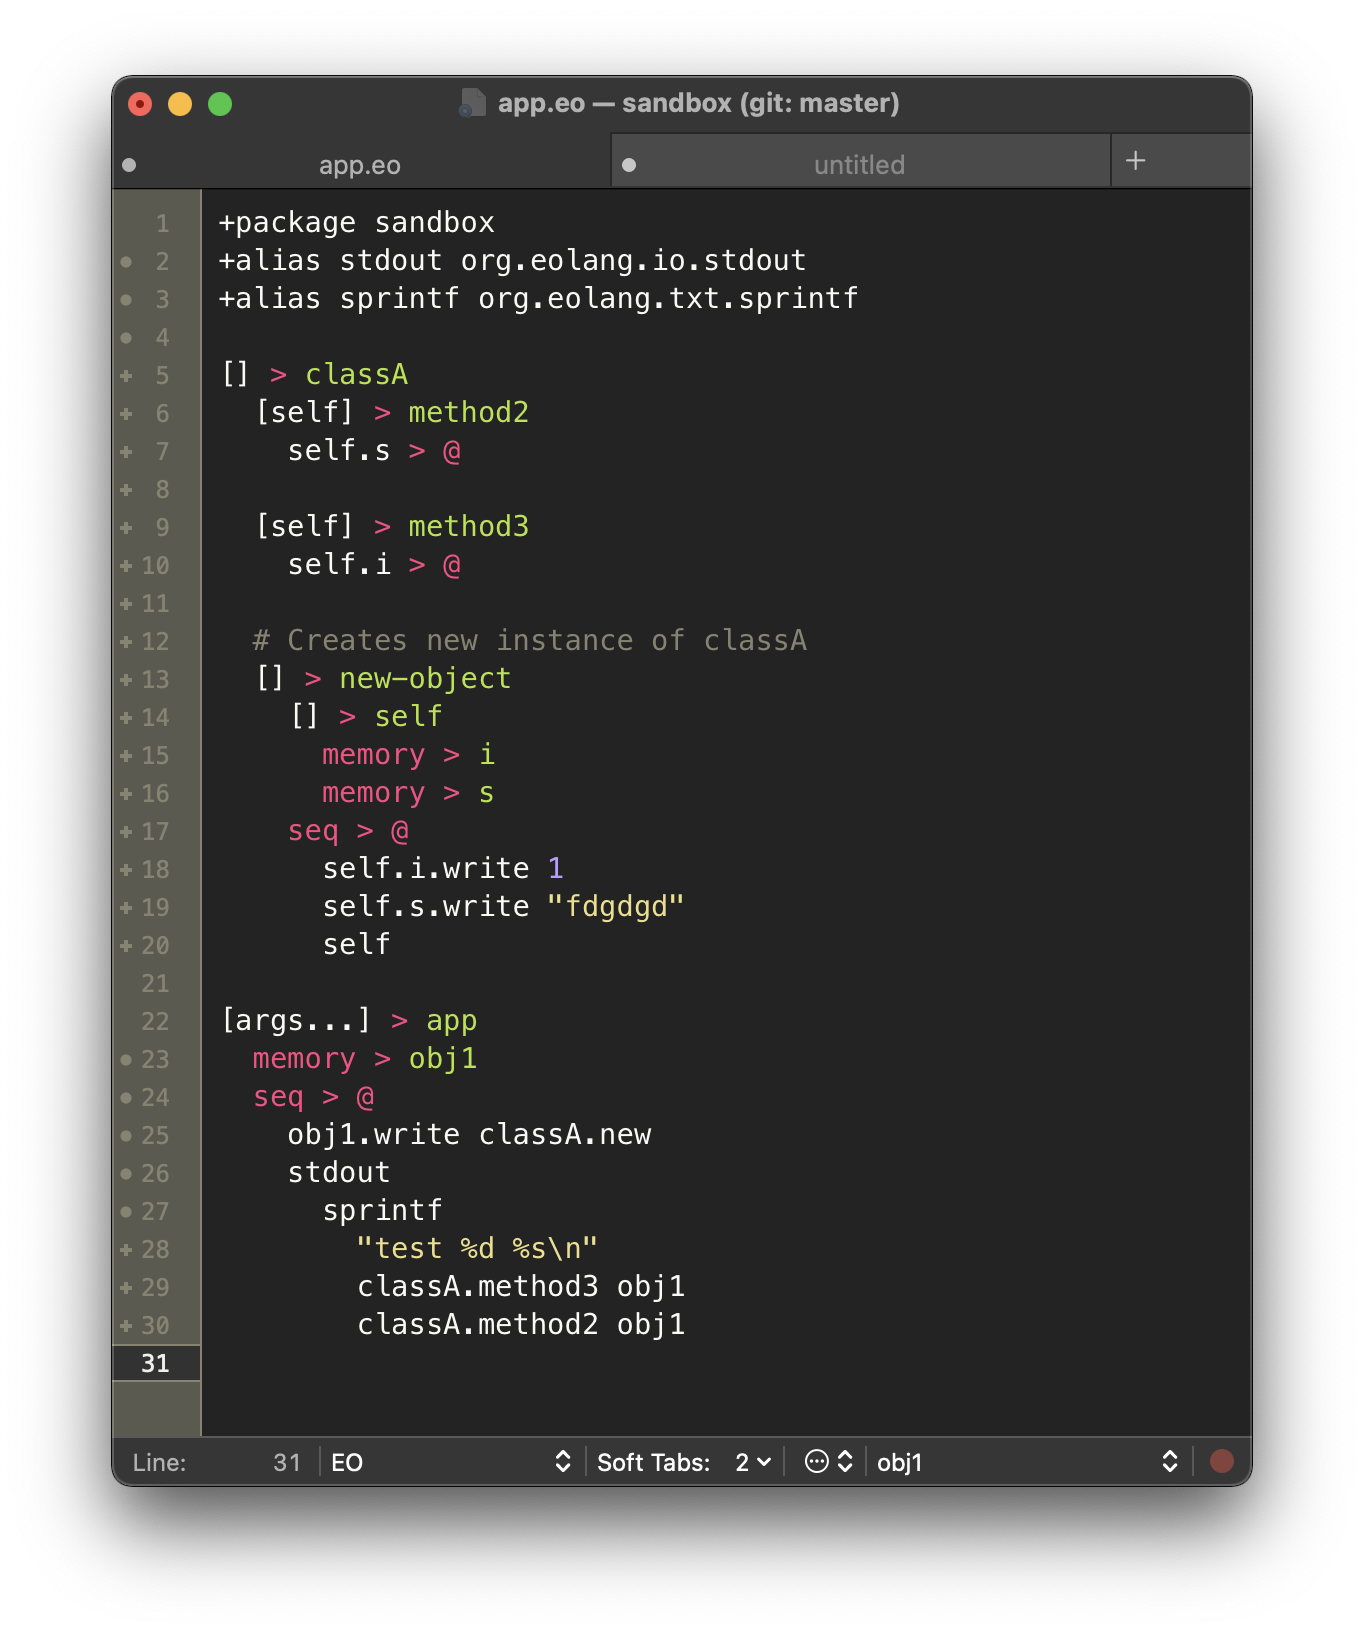 app.eo — sandbox (git: master)
app.eo
untitled
+
1 +package sandbox
2 +alias stdout org.eolang.io.stdout
3 +alias sprintf org.eolang.txt.sprintf
4
5 [] > classA
6   [self] > method2
7     self.s > @
8
9   [self] > method3
10     self.i > @
11
12   # Creates new instance of classA
13   [] > new-object
14     [] > self
15       memory > i
16       memory > s
17     seq > @
18       self.i.write 1
19       self.s.write "fdgdgd"
20       self
21
22 [args...] > app
23   memory > obj1
24   seq > @
25     obj1.write classA.new
26     stdout
27       sprintf
28         "test %d %s\n"
29         classA.method3 obj1
30         classA.method2 obj1
31
Line: 31 EO Soft Tabs: 2 obj1